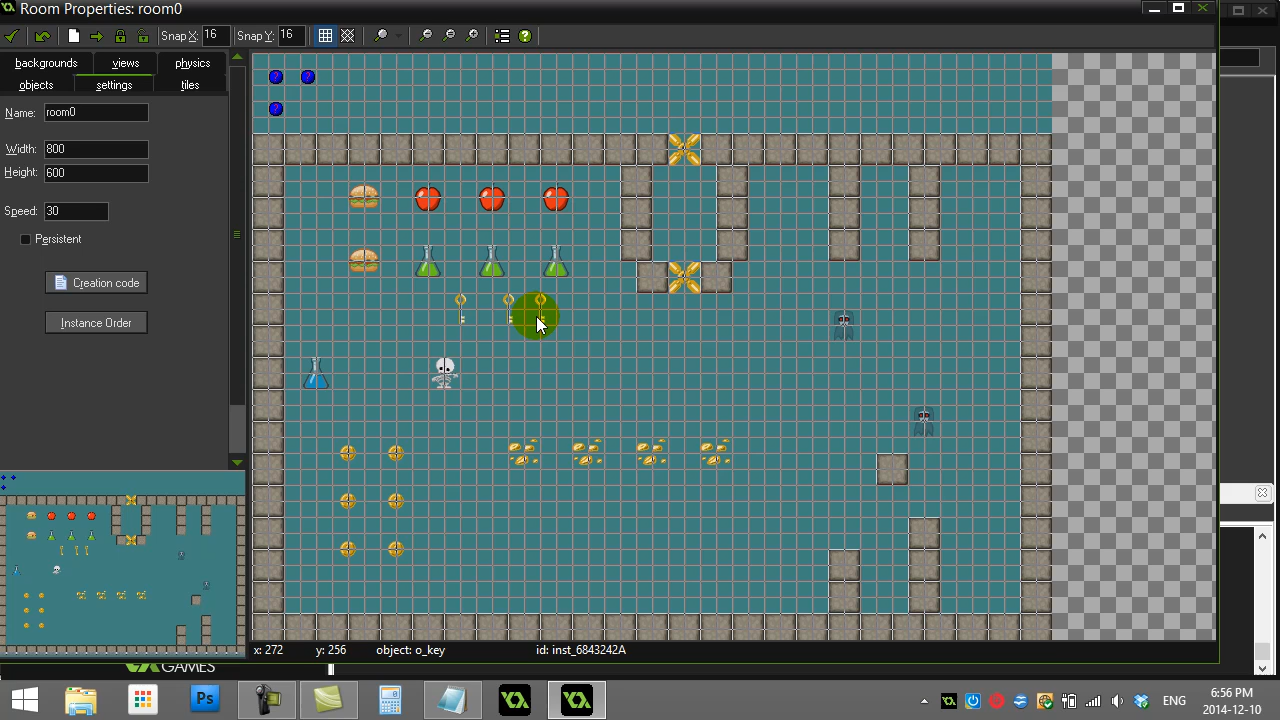 Room Properties: room0
Snap X: 16 Snap Y: 16
backgrounds views physics
objects settings tiles
Name: room0
Width: 800
Height: 600
Speed: 30
Persistent
Creation code
Instance Order
x: 272 y: 256 object: o_key id: inst_6843242A
GAMES
Ps
ENG
6:56 PM
2014-12-10